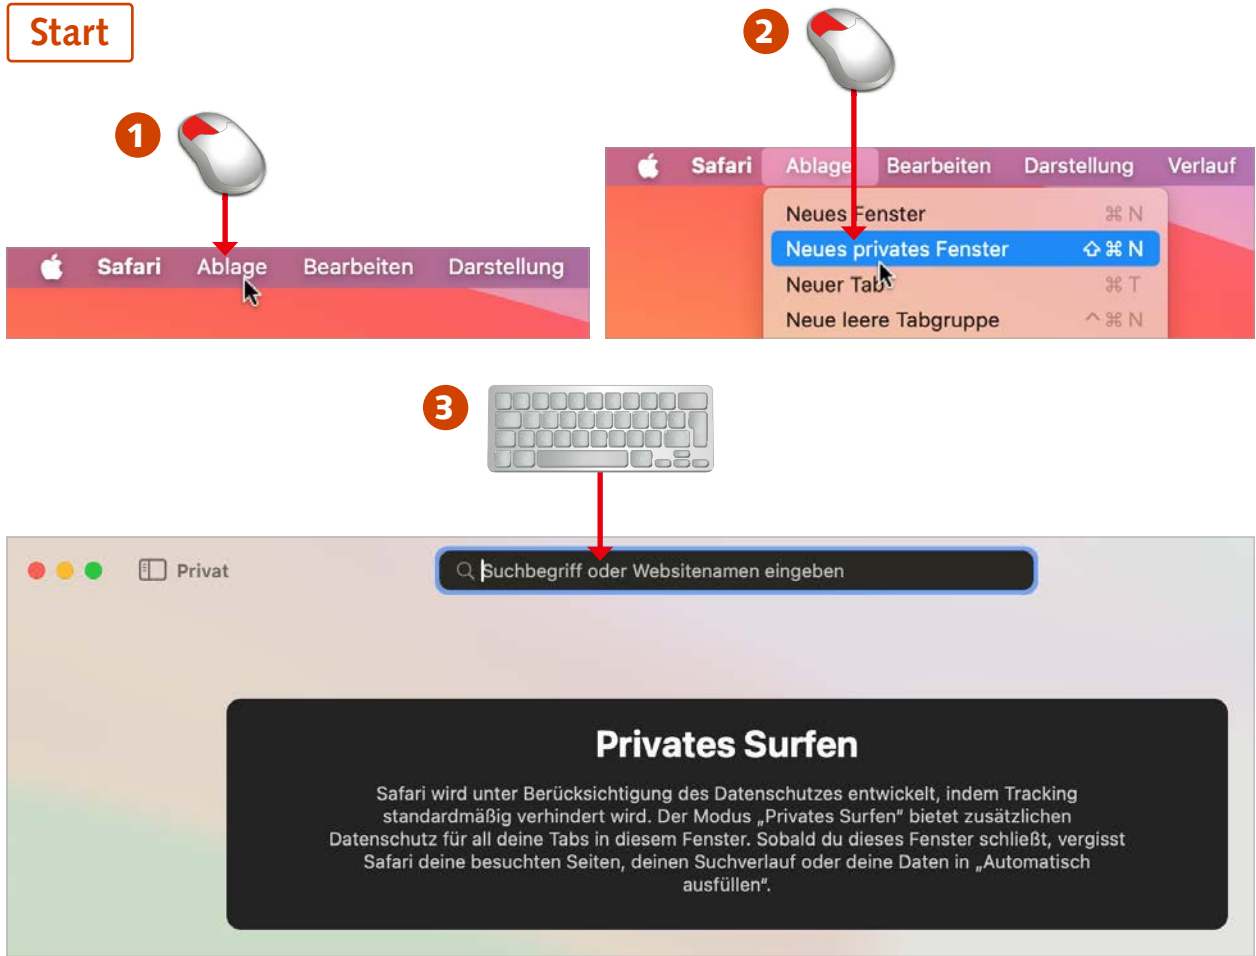 Start
1
Safari Ablage Bearbeiten Darstellung
2
Safari Ablage Bearbeiten Darstellung Verlauf
Neues Fenster ⌘ N
Neues privates Fenster ⇧ ⌘ N
Neuer Tab ⌘ T
Neue leere Tabgruppe ^ ⌘ N
3
Privat
Suchbegriff oder Websitenamen eingeben
Privates Surfen
Safari wird unter Berücksichtigung des Datenschutzes entwickelt, indem Tracking
standardmäßig verhindert wird. Der Modus „Privates Surfen“ bietet zusätzlichen
Datenschutz für all deine Tabs in diesem Fenster. Sobald du dieses Fenster schließt, vergisst
Safari deine besuchten Seiten, deinen Suchverlauf oder deine Daten in „Automatisch
ausfüllen“.